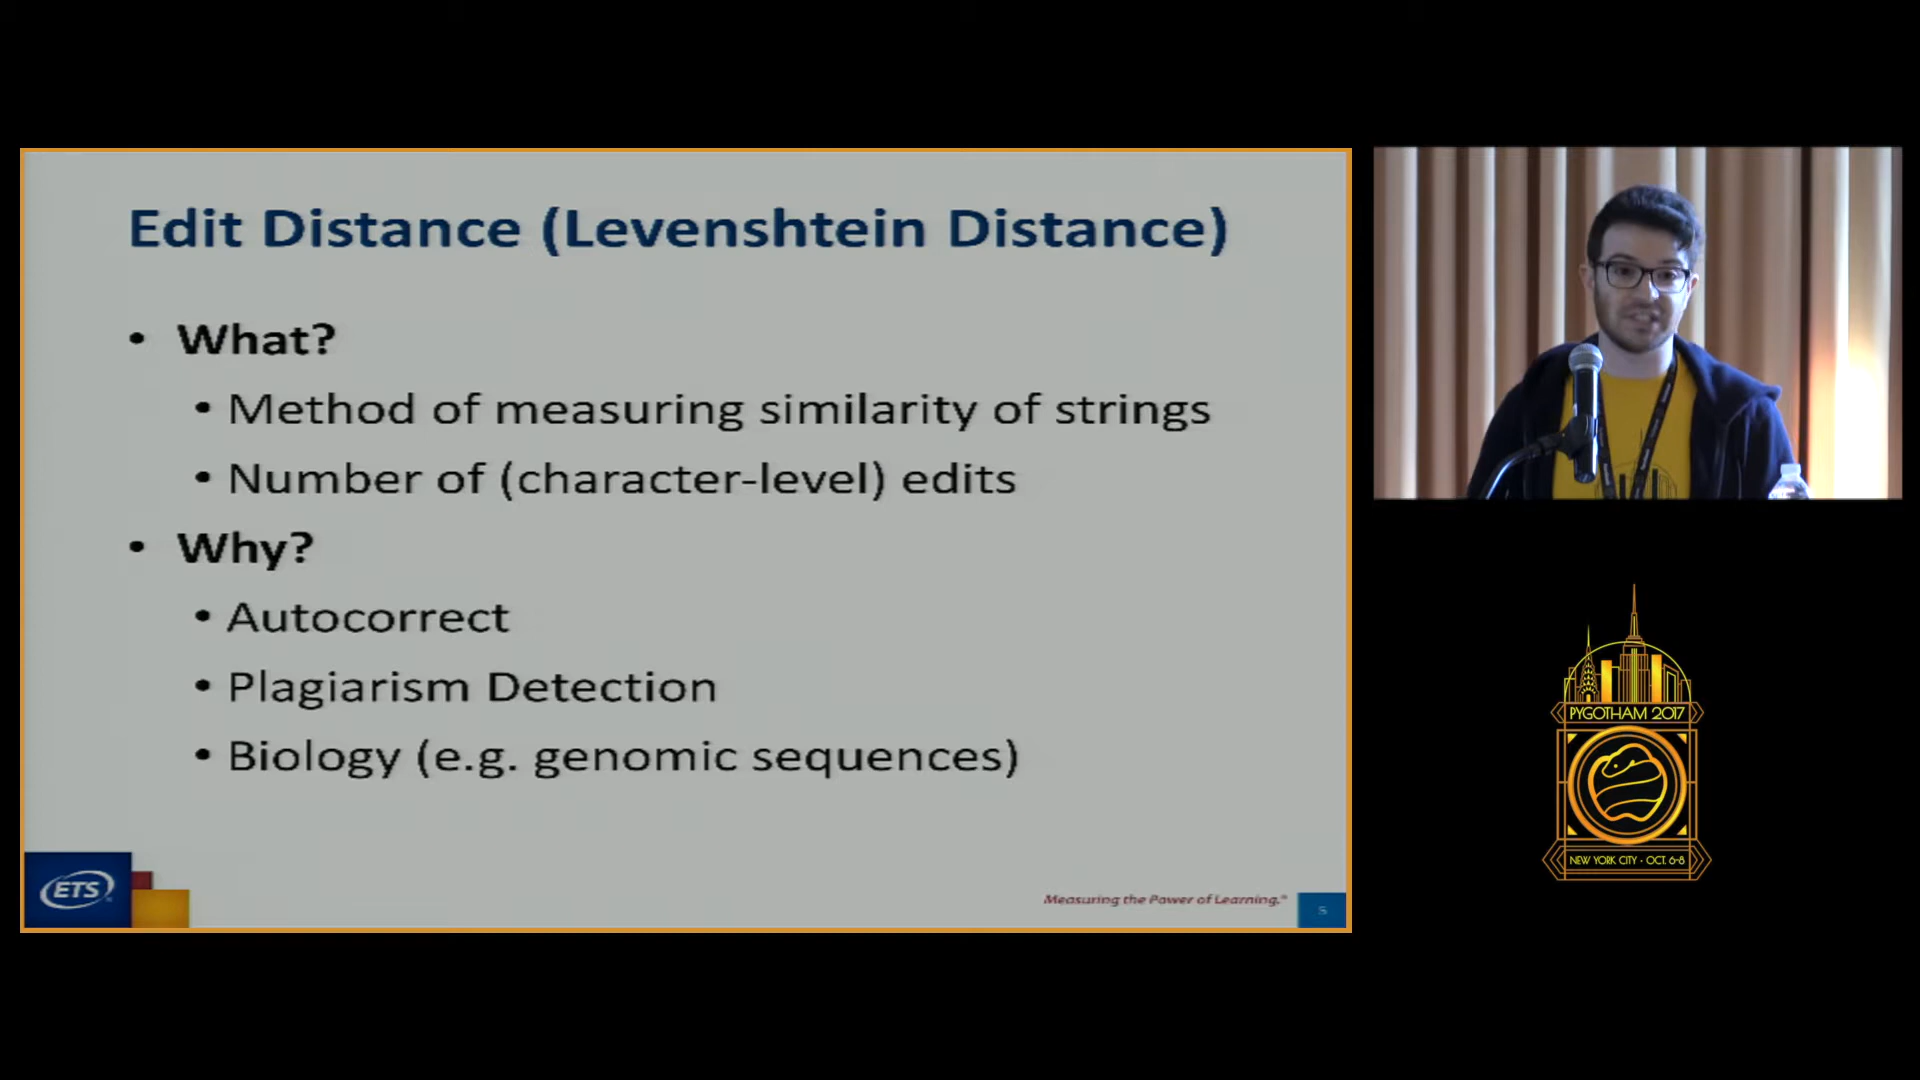 Edit Distance (Levenshtein Distance)
• What?
• Method of measuring similarity of strings
• Number of (character-level) edits
• Why?
• Autocorrect
• Plagiarism Detection
• Biology (e.g. genomic sequences)
ETS
Measuring the Power of Learning.®
5
PYGOTHAM 2017
NEW YORK CITY • OCT. 6-8